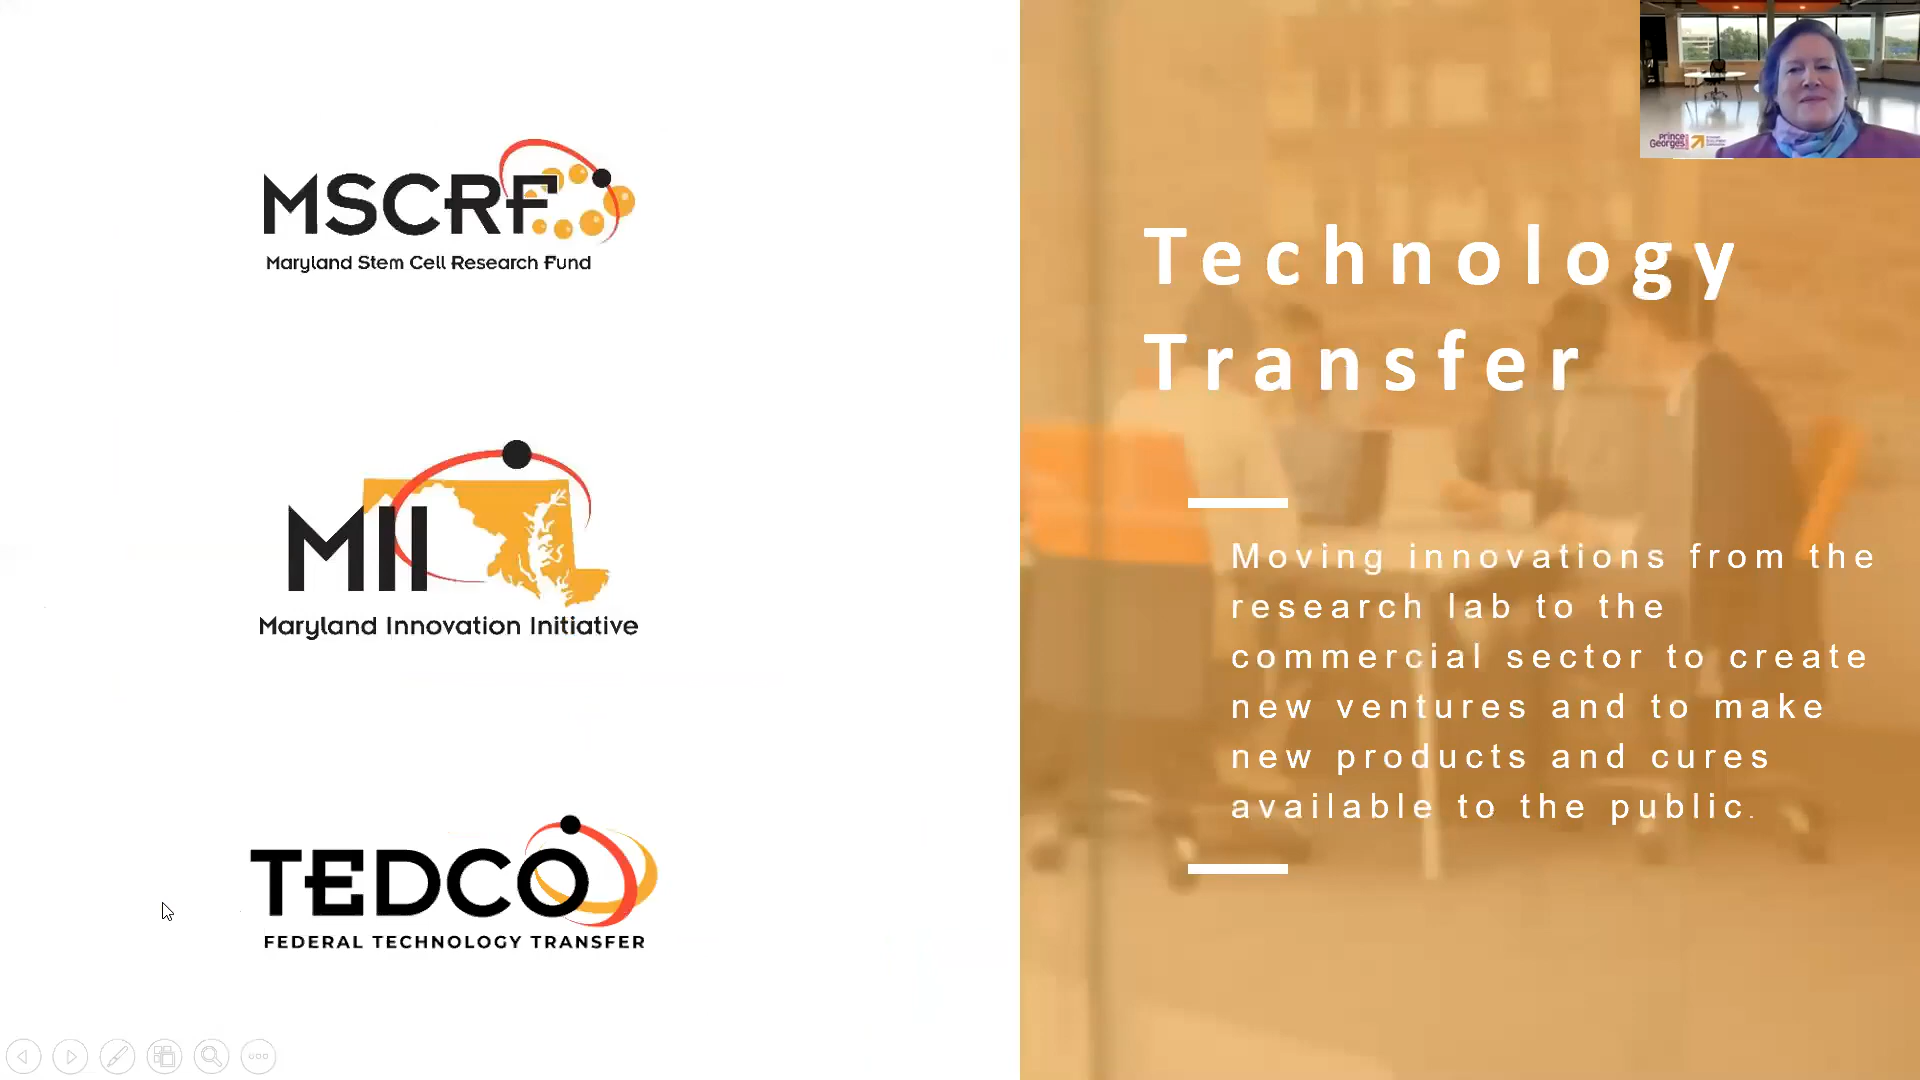 MSCRF
Maryland Stem Cell Research Fund
MII
Maryland Innovation Initiative
TEDCO
FEDERAL TECHNOLOGY TRANSFER
Prince
George's
Technology
Transfer
Moving innovations from the
research lab to the
commercial sector to create
new ventures and to make
new products and cures
available to the public.